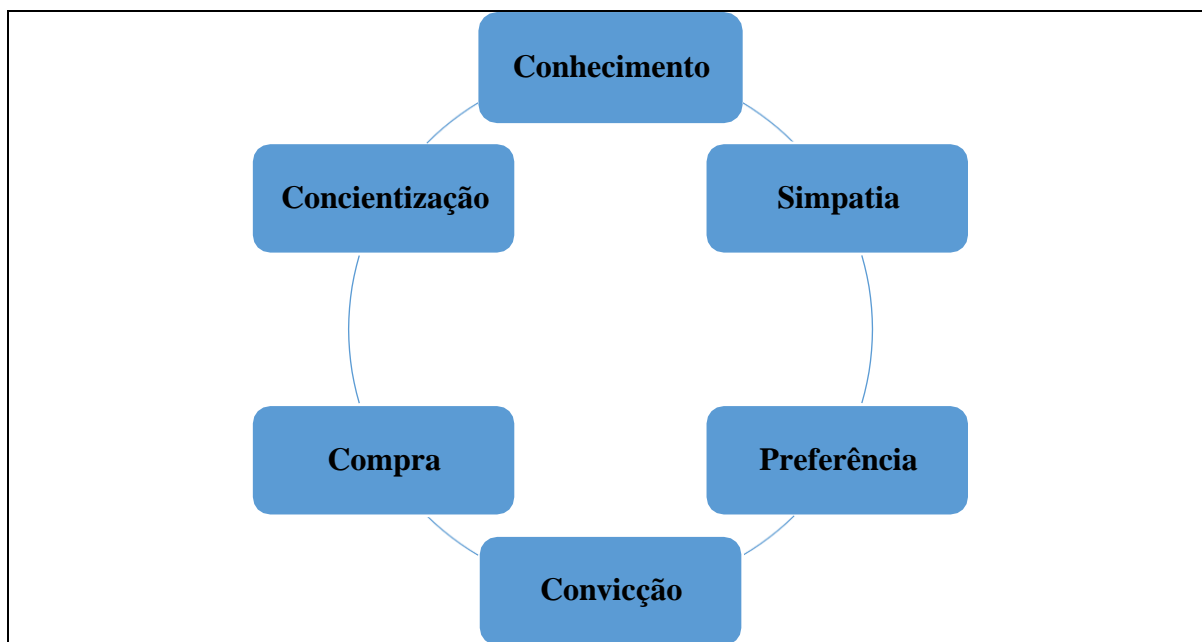 Conhecimento
Concientização
Simpatia
Compra
Preferência
Convicção